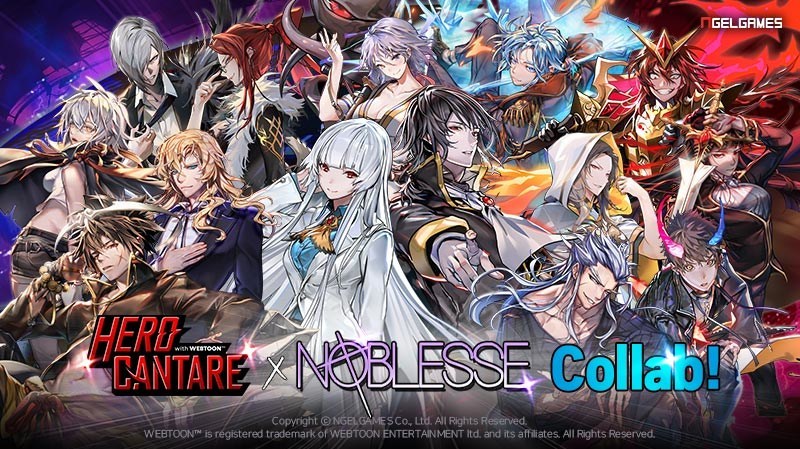 NGELGAMES
HERO
with WEBTOON™
CANTARE
x NOBLESSE Collab!
Copyright ⓒ NGELGAMES Co., Ltd. All Rights Reserved.
WEBTOON™ is registered trademark of WEBTOON ENTERTAINMENT ltd. and its affiliates. All Rights Reserved.